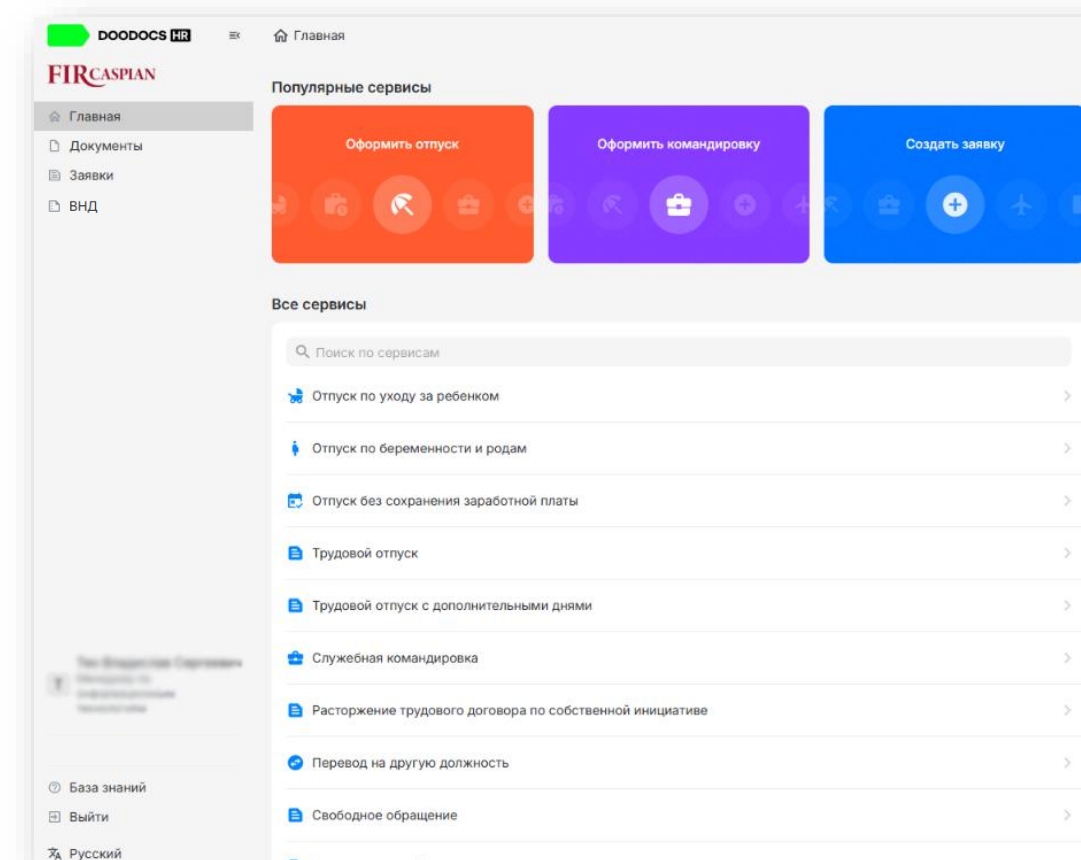 DOODOCS HR
Главная
FIRCASPIAN
Главная
Документы
Заявки
ВНД
Популярные сервисы
Оформить отпуск
Оформить командировку
Создать заявку
Все сервисы
Поиск по сервисам
Отпуск по уходу за ребенком
Отпуск по беременности и родам
Отпуск без сохранения заработной платы
Трудовой отпуск
Трудовой отпуск с дополнительными днями
Служебная командировка
Расторжение трудового договора по собственной инициативе
Перевод на другую должность
Свободное обращение
База знаний
Выйти
Русский